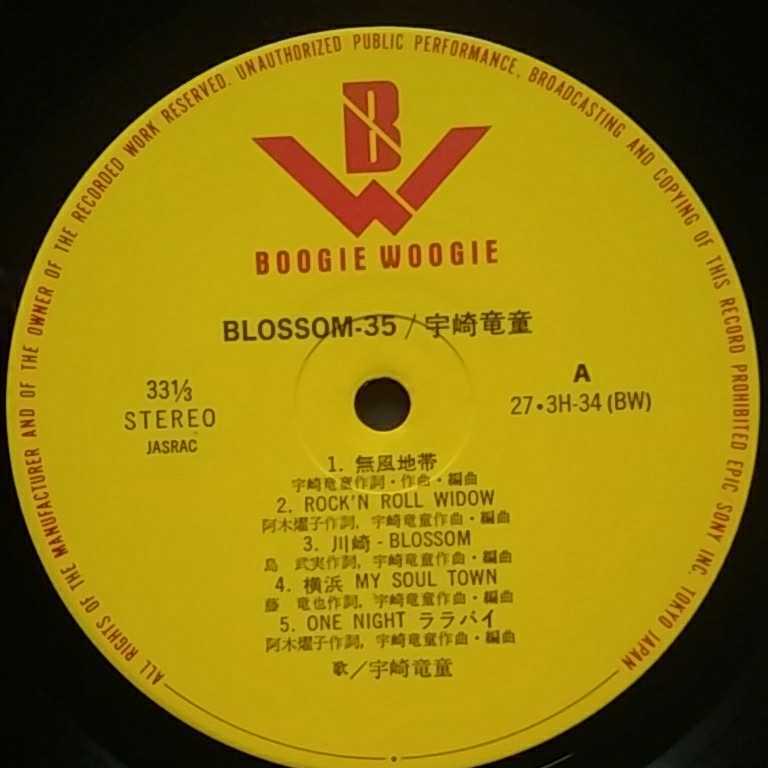 ALL RIGHTS OF THE MANUFACTURER AND OF THE OWNER OF THE RECORDED WORK RESERVED. UNAUTHORIZED PUBLIC PERFORMANCE, BROADCASTING AND COPYING OF THIS RECORD PROHIBITED EPIC SONY INC. TOKYO JAPAN
BW
BOOGIE WOOGIE
BLOSSOM-35 / 宇崎竜童
33⅓
STEREO
JASRAC
A
27•3H-34 (BW)
1. 無風地帯
宇崎竜童作詞・作曲・編曲
2. ROCK'N ROLL WIDOW
阿木燿子作詞, 宇崎竜童作曲・編曲
3. 川崎 - BLOSSOM
島 武実作詞, 宇崎竜童作曲・編曲
4. 横浜 MY SOUL TOWN
藤 竜也作詞, 宇崎竜童作曲・編曲
5. ONE NIGHT ララバイ
阿木燿子作詞, 宇崎竜童作曲・編曲
歌／宇崎竜童